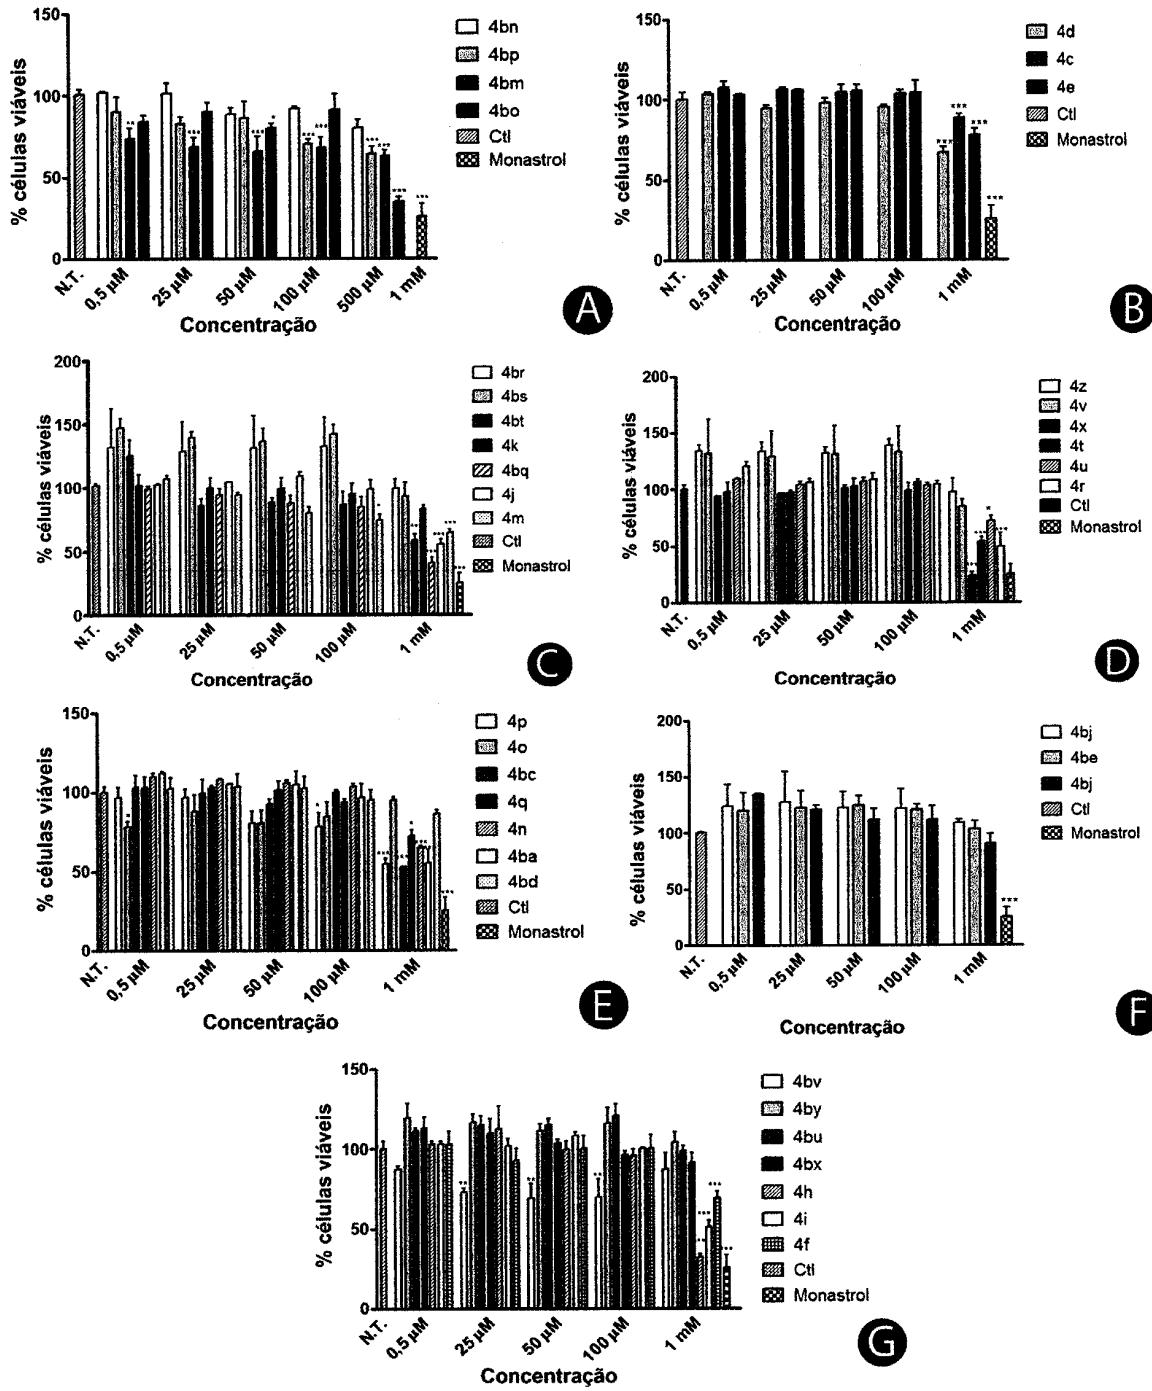 150
100
50
0
% células viáveis
N.T.
0,5 µM
25 µM
50 µM
100 µM
500 µM
1 mM
Concentração
4bn
4bp
4bm
4bo
Ctl
Monastrol
A
150
100
50
0
% células viáveis
N.T.
0,5 µM
25 µM
50 µM
100 µM
1 mM
Concentração
4d
4c
4e
Ctl
Monastrol
B
200
150
100
50
0
% células viáveis
N.T.
0,5 µM
25 µM
50 µM
100 µM
1 mM
Concentração
4br
4bs
4bt
4k
4bq
4j
4m
Ctl
Monastrol
C
200
150
100
50
0
% células viáveis
N.T.
0,5 µM
25 µM
50 µM
100 µM
1 mM
Concentração
4z
4v
4x
4t
4u
4r
Ctl
Monastrol
D
150
100
50
0
% células viáveis
N.T.
0,5 µM
25 µM
50 µM
100 µM
1 mM
Concentração
4p
4o
4bc
4q
4n
4ba
4bd
Ctl
Monastrol
E
200
150
100
50
0
% células viáveis
N.T.
0,5 µM
25 µM
50 µM
100 µM
1 mM
Concentração
4bj
4be
4bj
Ctl
Monastrol
F
150
100
50
0
% células viáveis
N.T.
0,5 µM
25 µM
50 µM
100 µM
1 mM
Concentração
4bv
4by
4bu
4bx
4h
4i
4f
Ctl
Monastrol
G